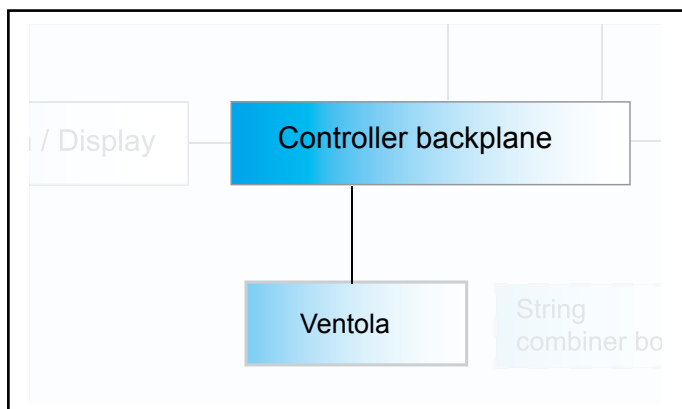 / Display
Controller backplane
Ventola
String
combiner bo